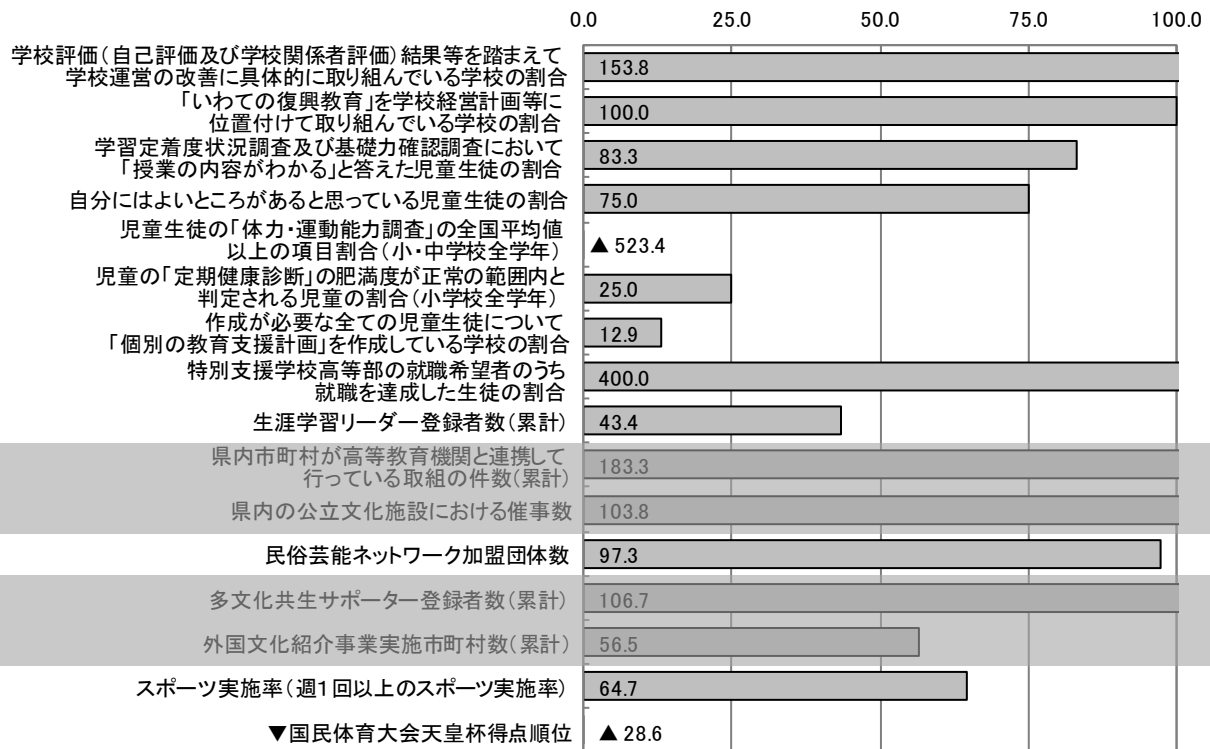 0.0 25.0 50.0 75.0 100.0
学校評価(自己評価及び学校関係者評価)結果等を踏まえて
学校運営の改善に具体的に取り組んでいる学校の割合
153.8
「いわての復興教育」を学校経営計画等に
位置付けて取り組んでいる学校の割合
100.0
学習定着度状況調査及び基礎力確認調査において
「授業の内容がわかる」と答えた児童生徒の割合
83.3
自分にはよいところがあると思っている児童生徒の割合
75.0
児童生徒の「体力・運動能力調査」の全国平均値
以上の項目割合(小・中学校全学年)
▲ 523.4
児童の「定期健康診断」の肥満度が正常の範囲内と
判定される児童の割合(小学校全学年)
25.0
作成が必要な全ての児童生徒について
「個別の教育支援計画」を作成している学校の割合
12.9
特別支援学校高等部の就職希望者のうち
就職を達成した生徒の割合
400.0
生涯学習リーダー登録者数(累計)
43.4
県内市町村が高等教育機関と連携して
行っている取組の件数(累計)
183.3
県内の公立文化施設における催事数
103.8
民俗芸能ネットワーク加盟団体数
97.3
多文化共生サポーター登録者数(累計)
106.7
外国文化紹介事業実施市町村数(累計)
56.5
スポーツ実施率(週1回以上のスポーツ実施率)
64.7
▼国民体育大会天皇杯得点順位
▲ 28.6